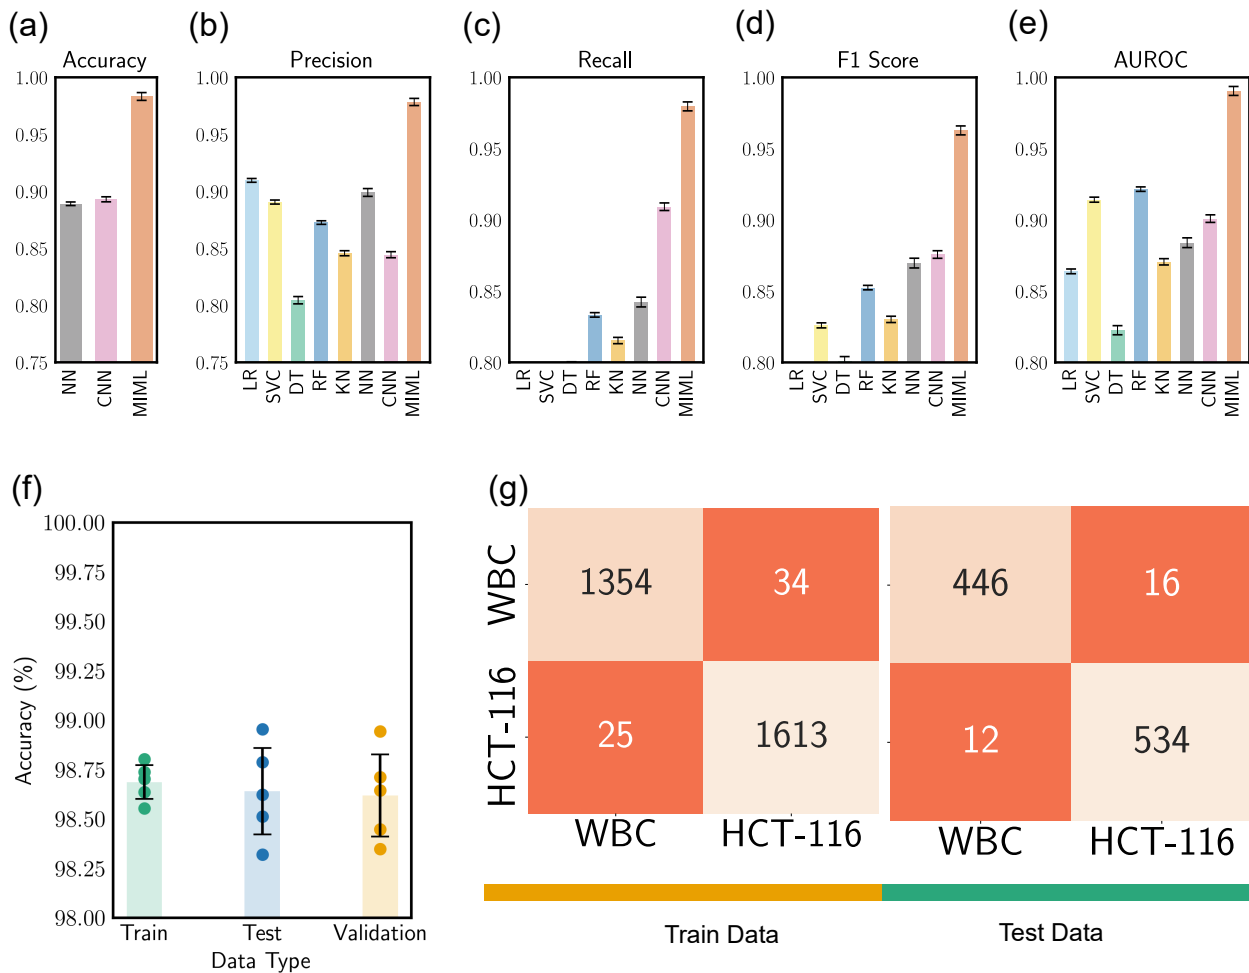 (a)
(b)
(c)
(d)
(e)
Accuracy
1.00
0.95
0.90
0.85
0.80
0.75
NN
CNN
MIML
Precision
1.00
0.95
0.90
0.85
0.80
0.75
LR
SVC
DT
RF
KN
NN
CNN
MIML
Recall
1.00
0.95
0.90
0.85
0.80
LR
SVC
DT
RF
KN
NN
CNN
MIML
F1 Score
1.00
0.95
0.90
0.85
0.80
LR
SVC
DT
RF
KN
NN
CNN
MIML
AUROC
1.00
0.95
0.90
0.85
0.80
LR
SVC
DT
RF
KN
NN
CNN
MIML
(f)
Accuracy (%)
100.00
99.75
99.50
99.25
99.00
98.75
98.50
98.25
98.00
Train
Test
Validation
Data Type
(g)
WBC
1354
34
446
16
HCT-116
25
1613
12
534
WBC
HCT-116
WBC
HCT-116
Train Data
Test Data